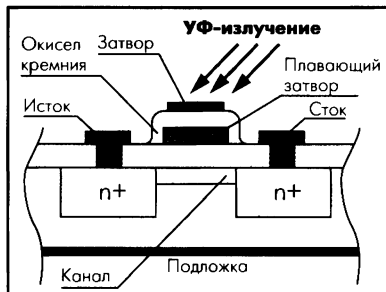 УФ-излучение
Затвор
Окисел
кремния
Плавающий
затвор
Исток
Сток
n+
n+
Канал
Подложка